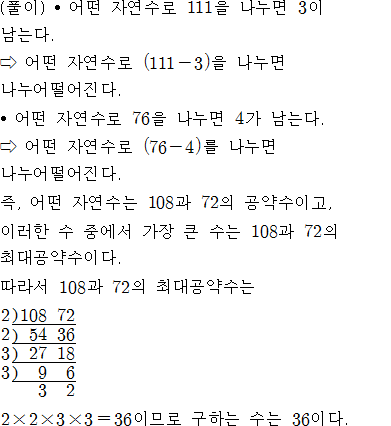 (풀이) • 어떤 자연수로 111을 나누면 3이
남는다.
⇨ 어떤 자연수로 (111-3)을 나누면
나누어떨어진다.
• 어떤 자연수로 76을 나누면 4가 남는다.
⇨ 어떤 자연수로 (76-4)를 나누면
나누어떨어진다.
즉, 어떤 자연수는 108과 72의 공약수이고,
이러한 수 중에서 가장 큰 수는 108과 72의
최대공약수이다.
따라서 108과 72의 최대공약수는
2)108 72
2) 54 36
3) 27 18
3) 9 6
3 2
2×2×3×3=36이므로 구하는 수는 36이다.